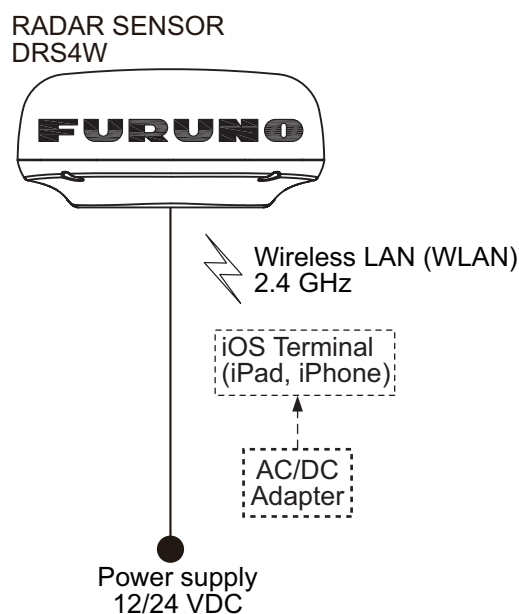 RADAR SENSOR
DRS4W
FURUNO
Wireless LAN (WLAN)
2.4 GHz
iOS Terminal
(iPad, iPhone)
AC/DC
Adapter
Power supply
12/24 VDC